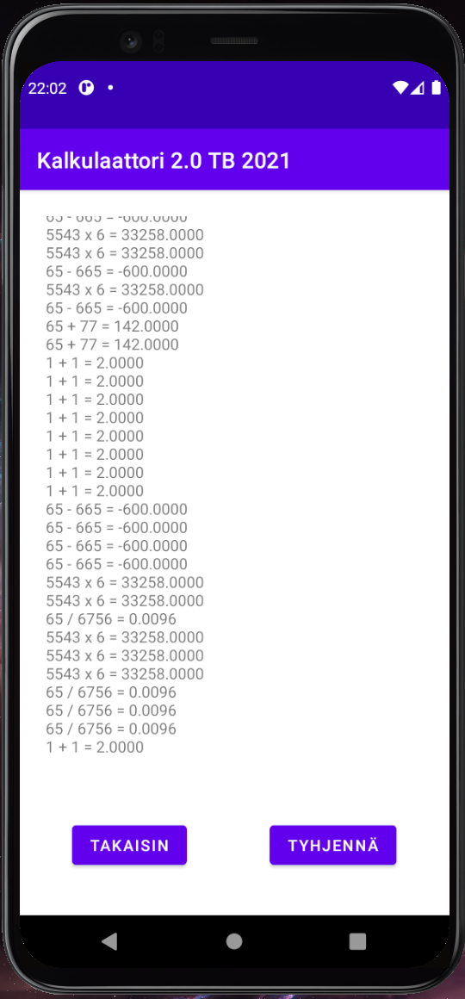 22:02
Kalkulaattori 2.0 TB 2021
65 - 665 = -600.0000
5543 x 6 = 33258.0000
5543 x 6 = 33258.0000
65 - 665 = -600.0000
5543 x 6 = 33258.0000
65 - 665 = -600.0000
65 + 77 = 142.0000
65 + 77 = 142.0000
1 + 1 = 2.0000
1 + 1 = 2.0000
1 + 1 = 2.0000
1 + 1 = 2.0000
1 + 1 = 2.0000
1 + 1 = 2.0000
1 + 1 = 2.0000
1 + 1 = 2.0000
65 - 665 = -600.0000
65 - 665 = -600.0000
65 - 665 = -600.0000
65 - 665 = -600.0000
5543 x 6 = 33258.0000
5543 x 6 = 33258.0000
65 / 6756 = 0.0096
5543 x 6 = 33258.0000
5543 x 6 = 33258.0000
5543 x 6 = 33258.0000
65 / 6756 = 0.0096
65 / 6756 = 0.0096
65 / 6756 = 0.0096
1 + 1 = 2.0000
TAKAISIN
TYHJENNÄ